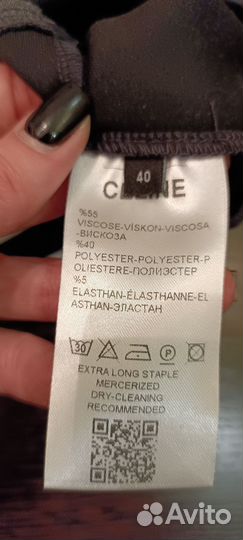 40
CELINE
%55
VISCOSE-VİSKON-VISCOSA
-ВИСКОЗА
%40
POLYESTER-POLYESTER-P
OLIESTERE-ПОЛИЭСТЕР
%5
ELASTHAN-ÉLASTHANNE-EL
ASTHAN-ЭЛАСТАН
30 P
EXTRA LONG STAPLE
MERCERIZED
DRY-CLEANING
RECOMMENDED
Avito